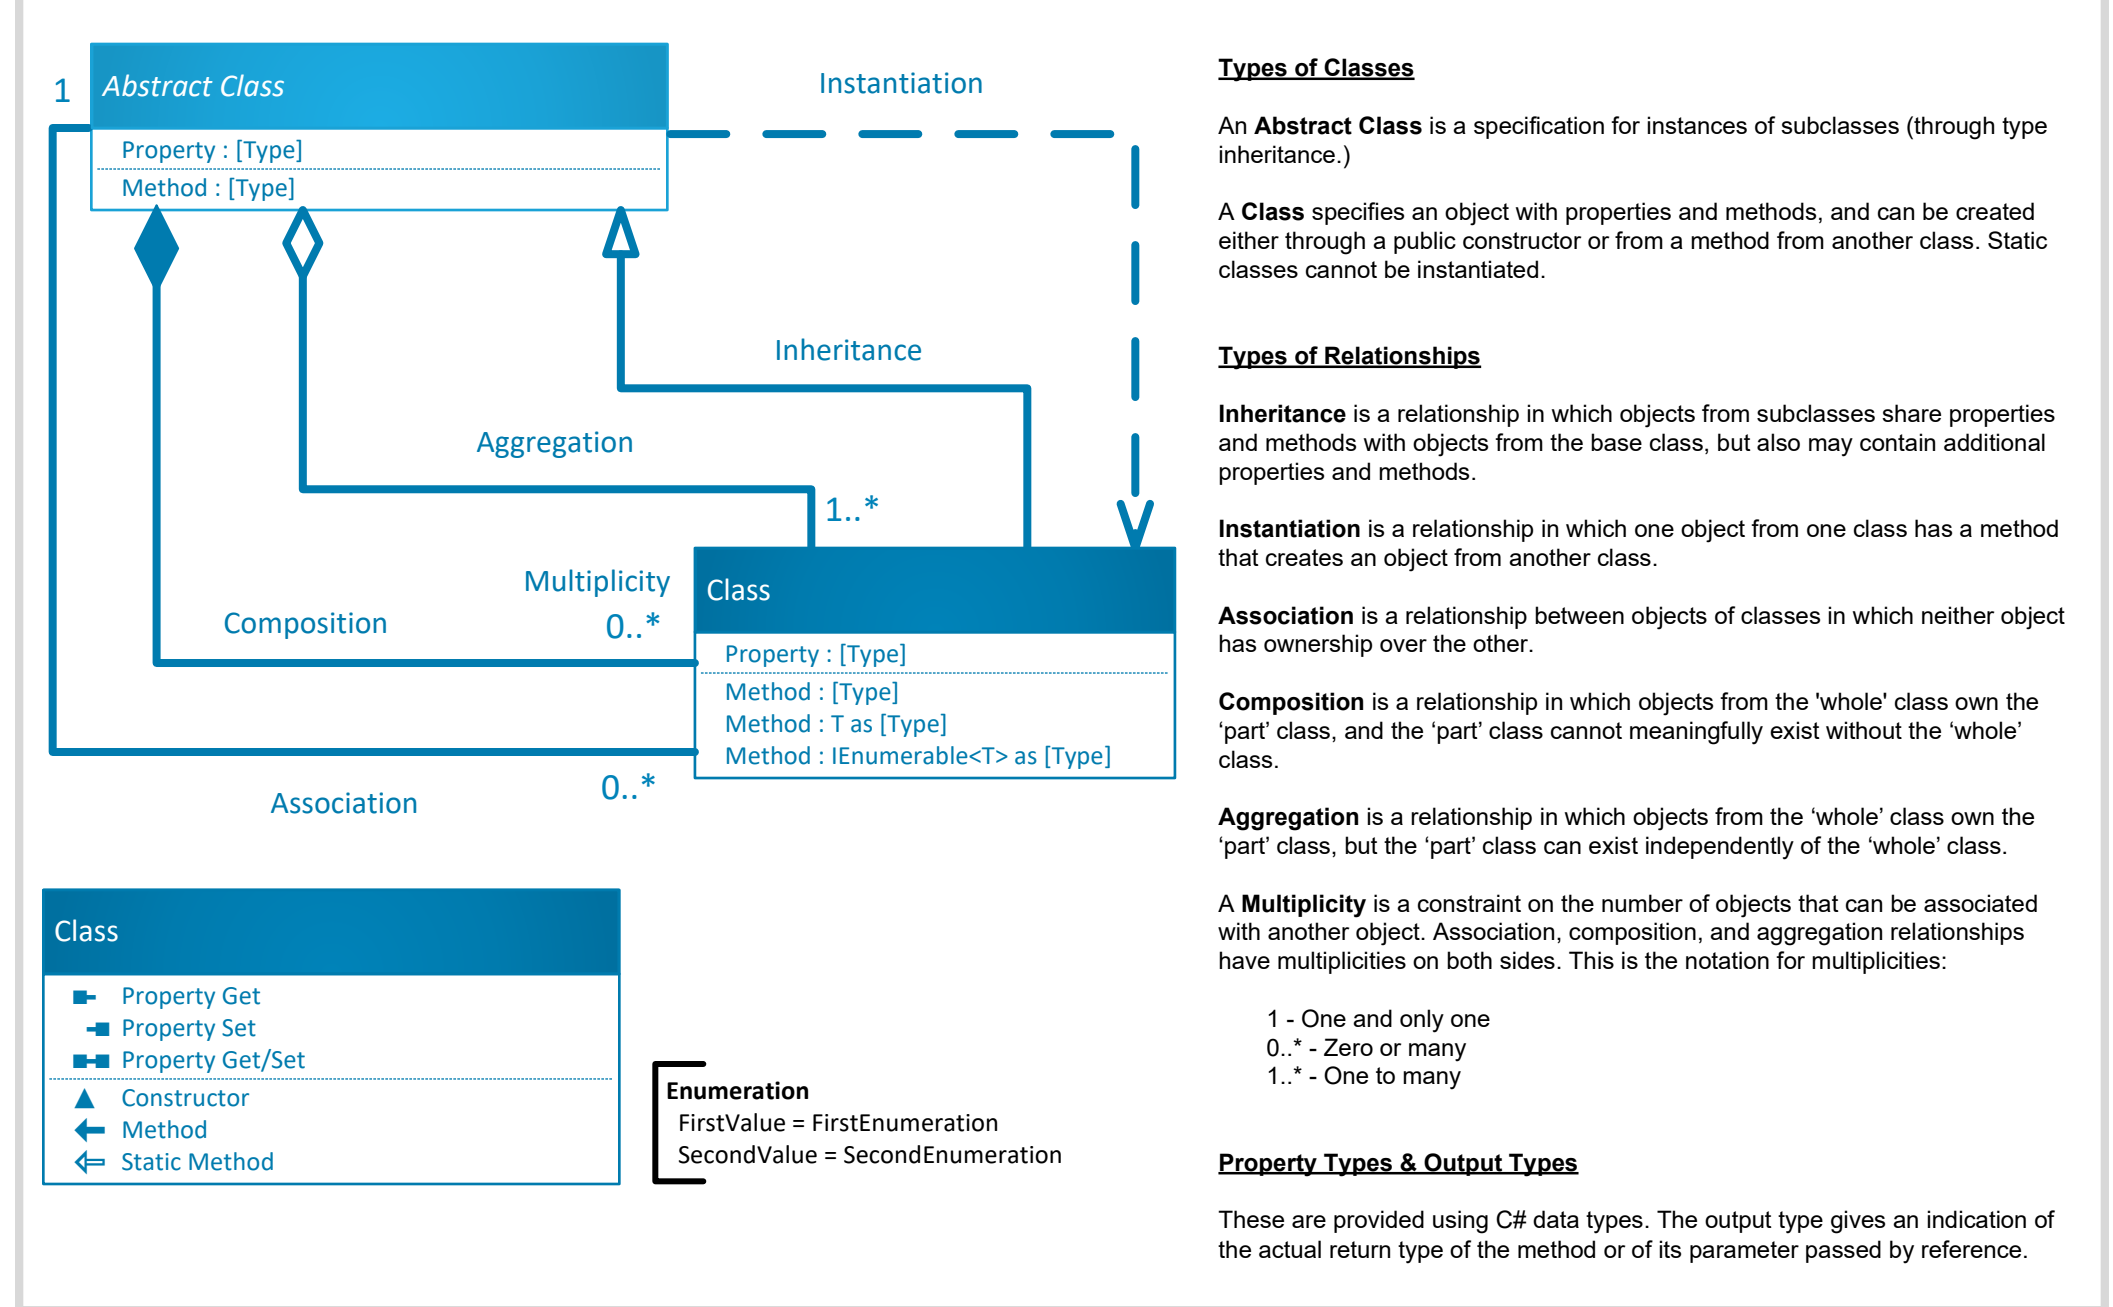 1
Abstract Class
Property : [Type]
Method : [Type]
Instantiation
Inheritance
Aggregation
1..*
Multiplicity
0..*
Composition
Class
Property : [Type]
Method : [Type]
Method : T as [Type]
Method : IEnumerable<T> as [Type]
0..*
Association
Class
Property Get
Property Set
Property Get/Set
Constructor
Method
Static Method
Enumeration
FirstValue = FirstEnumeration
SecondValue = SecondEnumeration
Types of Classes
An Abstract Class is a specification for instances of subclasses (through type
inheritance.)
A Class specifies an object with properties and methods, and can be created
either through a public constructor or from a method from another class. Static
classes cannot be instantiated.
Types of Relationships
Inheritance is a relationship in which objects from subclasses share properties
and methods with objects from the base class, but also may contain additional
properties and methods.
Instantiation is a relationship in which one object from one class has a method
that creates an object from another class.
Association is a relationship between objects of classes in which neither object
has ownership over the other.
Composition is a relationship in which objects from the 'whole' class own the
‘part’ class, and the ‘part’ class cannot meaningfully exist without the ‘whole’
class.
Aggregation is a relationship in which objects from the ‘whole’ class own the
‘part’ class, but the ‘part’ class can exist independently of the ‘whole’ class.
A Multiplicity is a constraint on the number of objects that can be associated
with another object. Association, composition, and aggregation relationships
have multiplicities on both sides. This is the notation for multiplicities:
1 - One and only one
0..* - Zero or many
1..* - One to many
Property Types & Output Types
These are provided using C# data types. The output type gives an indication of
the actual return type of the method or of its parameter passed by reference.